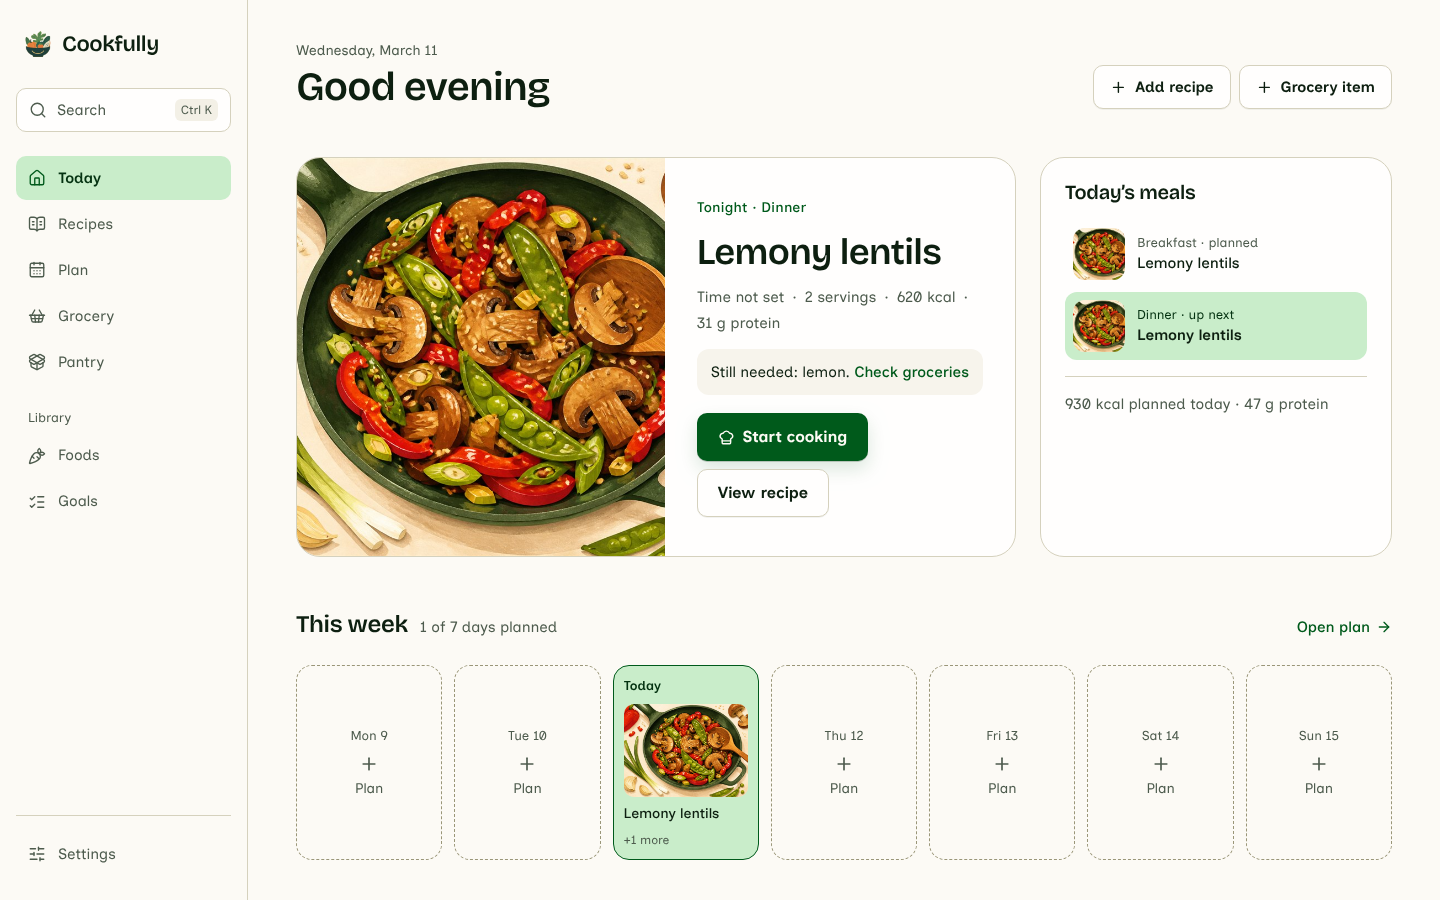 Cookfully
Search
Ctrl K
Today
Recipes
Plan
Grocery
Pantry
Library
Foods
Goals
Settings
Wednesday, March 11
Good evening
Add recipe
Grocery item
Tonight · Dinner
Lemony lentils
Time not set · 2 servings · 620 kcal ·
31 g protein
Still needed: lemon. Check groceries
Start cooking
View recipe
Today's meals
Breakfast · planned
Lemony lentils
Dinner · up next
Lemony lentils
930 kcal planned today · 47 g protein
This week
1 of 7 days planned
Open plan
Mon 9
Plan
Tue 10
Plan
Today
Lemony lentils
+1 more
Thu 12
Plan
Fri 13
Plan
Sat 14
Plan
Sun 15
Plan